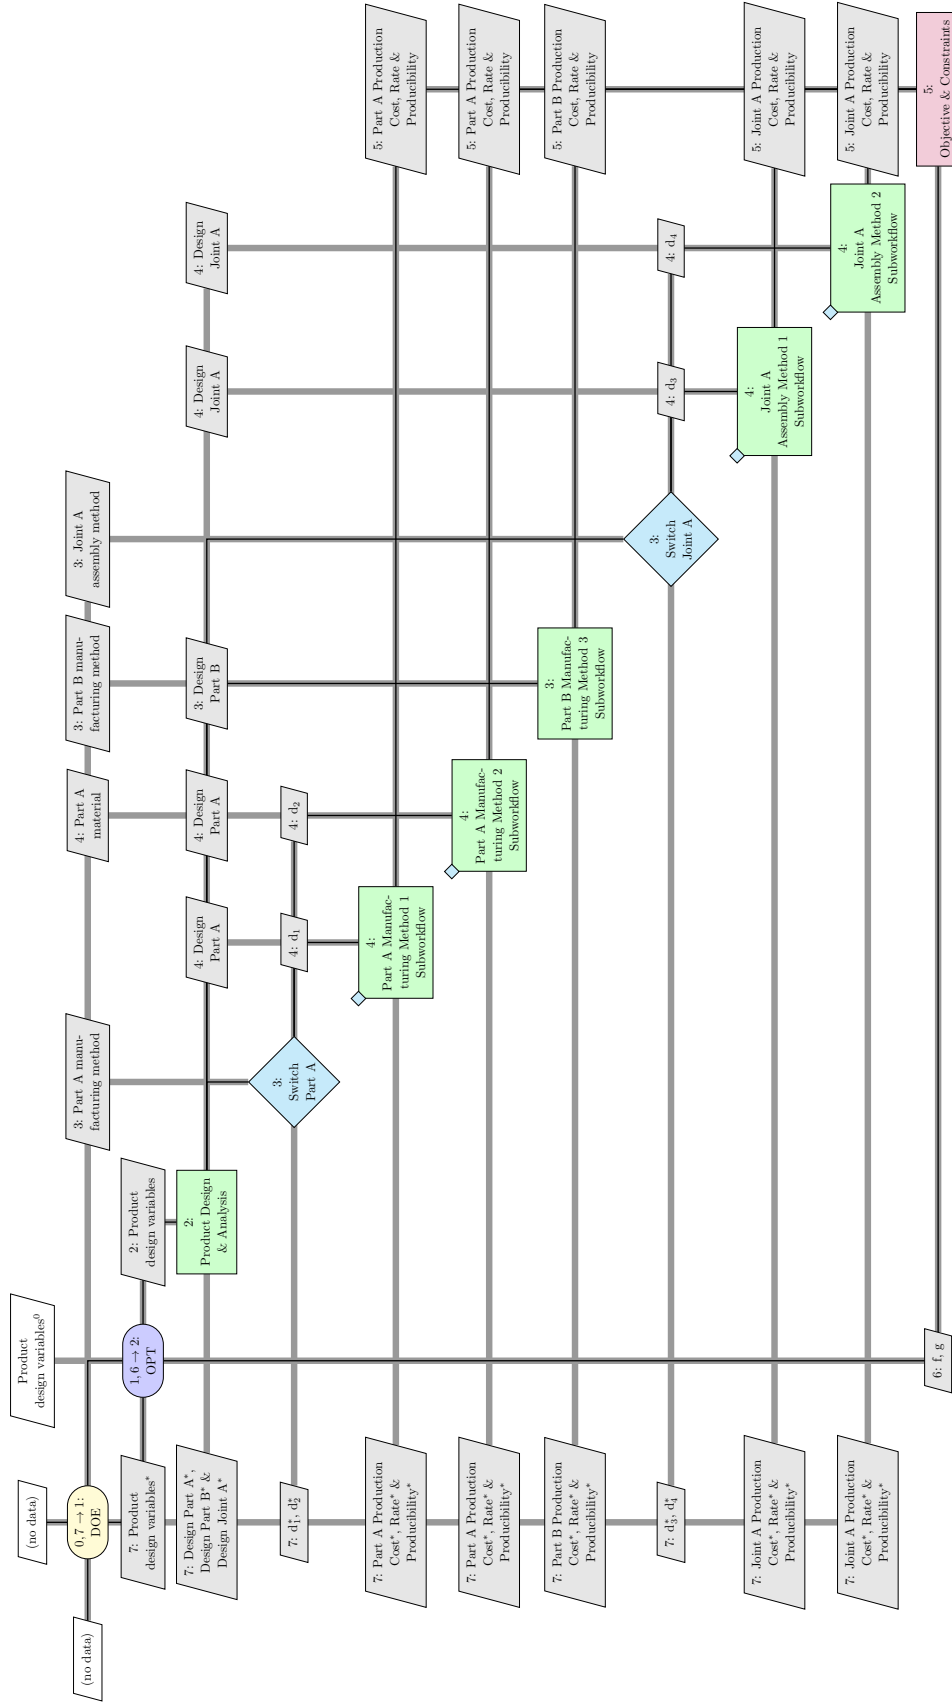 (no data)
Product
design variables⁰
(no data)
0, 7 → 1:
DOE
3: Part A manu-
facturing method
4: Part A
material
3: Part B manu-
facturing method
3: Joint A
assembly method
7: Product
design variables*
1, 6 → 2:
OPT
2: Product
design variables
7: Design Part A*,
Design Part B* &
Design Joint A*
2:
Product Design
& Analysis
4: Design
Part A
4: Design
Part A
3: Design
Part B
4: Design
Joint A
4: Design
Joint A
7: d₁*, d₂*
3:
Switch
Part A
4: d₁
4: d₂
7: Part A Production
Cost*, Rate* &
Producibility*
4:
Part A Manufac-
turing Method 1
Subworkflow
5: Part A Production
Cost, Rate &
Producibility
7: Part A Production
Cost*, Rate* &
Producibility*
4:
Part A Manufac-
turing Method 2
Subworkflow
5: Part A Production
Cost, Rate &
Producibility
7: Part B Production
Cost*, Rate* &
Producibility*
3:
Part B Manufac-
turing Method 3
Subworkflow
5: Part B Production
Cost, Rate &
Producibility
7: d₃*, d₄*
3:
Switch
Joint A
4: d₃
4: d₄
7: Joint A Production
Cost*, Rate* &
Producibility*
4:
Joint A
Assembly Method 1
Subworkflow
5: Joint A Production
Cost, Rate &
Producibility
7: Joint A Production
Cost*, Rate* &
Producibility*
4:
Joint A
Assembly Method 2
Subworkflow
5: Joint A Production
Cost, Rate &
Producibility
6: f, g
5:
Objective & Constraints